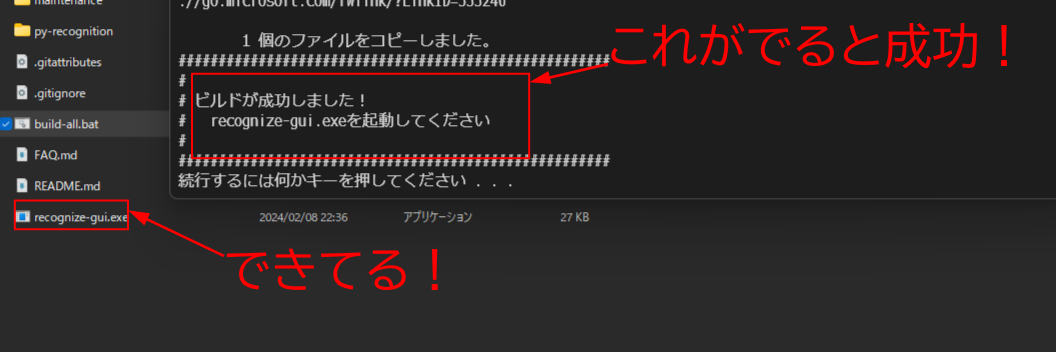 maintenance
py-recognition
.gitattributes
.gitignore
build-all.bat
FAQ.md
README.md
recognize-gui.exe 2024/02/08 22:36 アプリケーション 27 KB
://go.microsoft.com/fwlink/?LinkID=533240
1 個のファイルをコピーしました。
######################################################
#
# ビルドが成功しました！
# recognize-gui.exeを起動してください
#
######################################################
続行するには何かキーを押してください . . .
これがでると成功！
できてる！